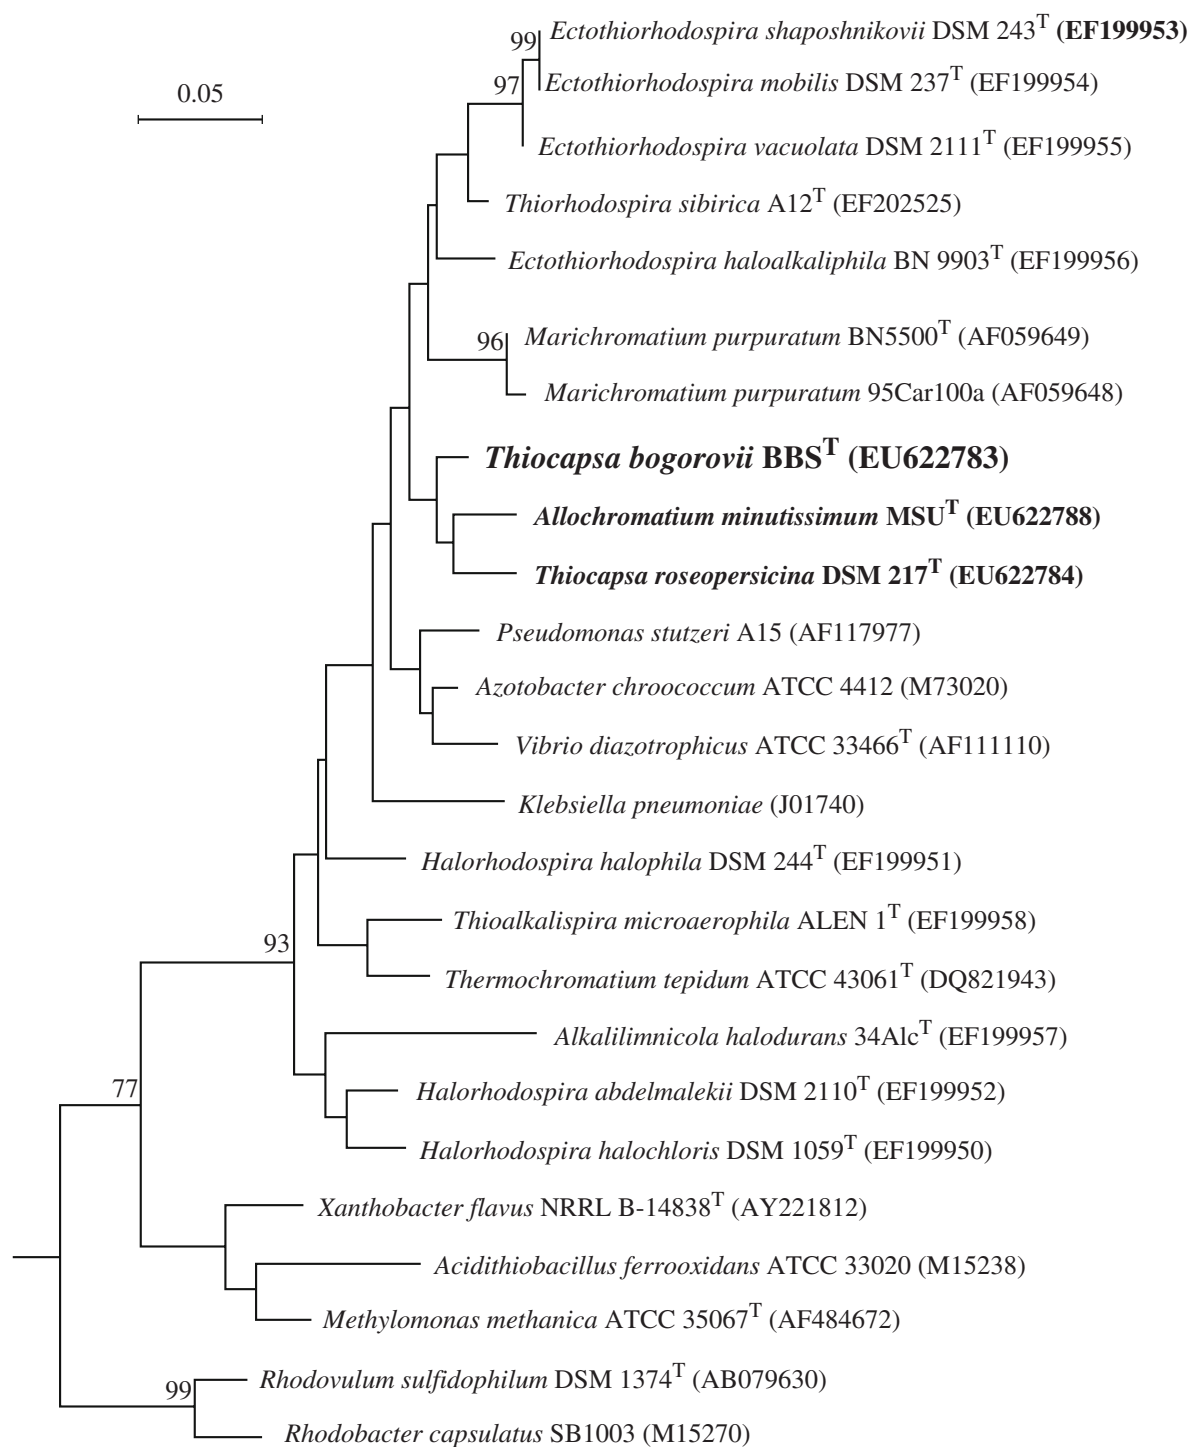 99
Ectothiorhodospira shaposhnikovii DSM 243T (EF199953)
0.05
97
Ectothiorhodospira mobilis DSM 237T (EF199954)
Ectothiorhodospira vacuolata DSM 2111T (EF199955)
Thiorhodospira sibirica A12T (EF202525)
Ectothiorhodospira haloalkaliphila BN 9903T (EF199956)
96
Marichromatium purpuratum BN5500T (AF059649)
Marichromatium purpuratum 95Car100a (AF059648)
Thiocapsa bogorovii BBST (EU622783)
Allochromatium minutissimum MSUT (EU622788)
Thiocapsa roseopersicina DSM 217T (EU622784)
Pseudomonas stutzeri A15 (AF117977)
Azotobacter chroococcum ATCC 4412 (M73020)
Vibrio diazotrophicus ATCC 33466T (AF111110)
Klebsiella pneumoniae (J01740)
Halorhodospira halophila DSM 244T (EF199951)
Thioalkalispira microaerophila ALEN 1T (EF199958)
93
Thermochromatium tepidum ATCC 43061T (DQ821943)
Alkalilimnicola halodurans 34AlcT (EF199957)
77
Halorhodospira abdelmalekii DSM 2110T (EF199952)
Halorhodospira halochloris DSM 1059T (EF199950)
Xanthobacter flavus NRRL B-14838T (AY221812)
Acidithiobacillus ferrooxidans ATCC 33020 (M15238)
Methylomonas methanica ATCC 35067T (AF484672)
99
Rhodovulum sulfidophilum DSM 1374T (AB079630)
Rhodobacter capsulatus SB1003 (M15270)